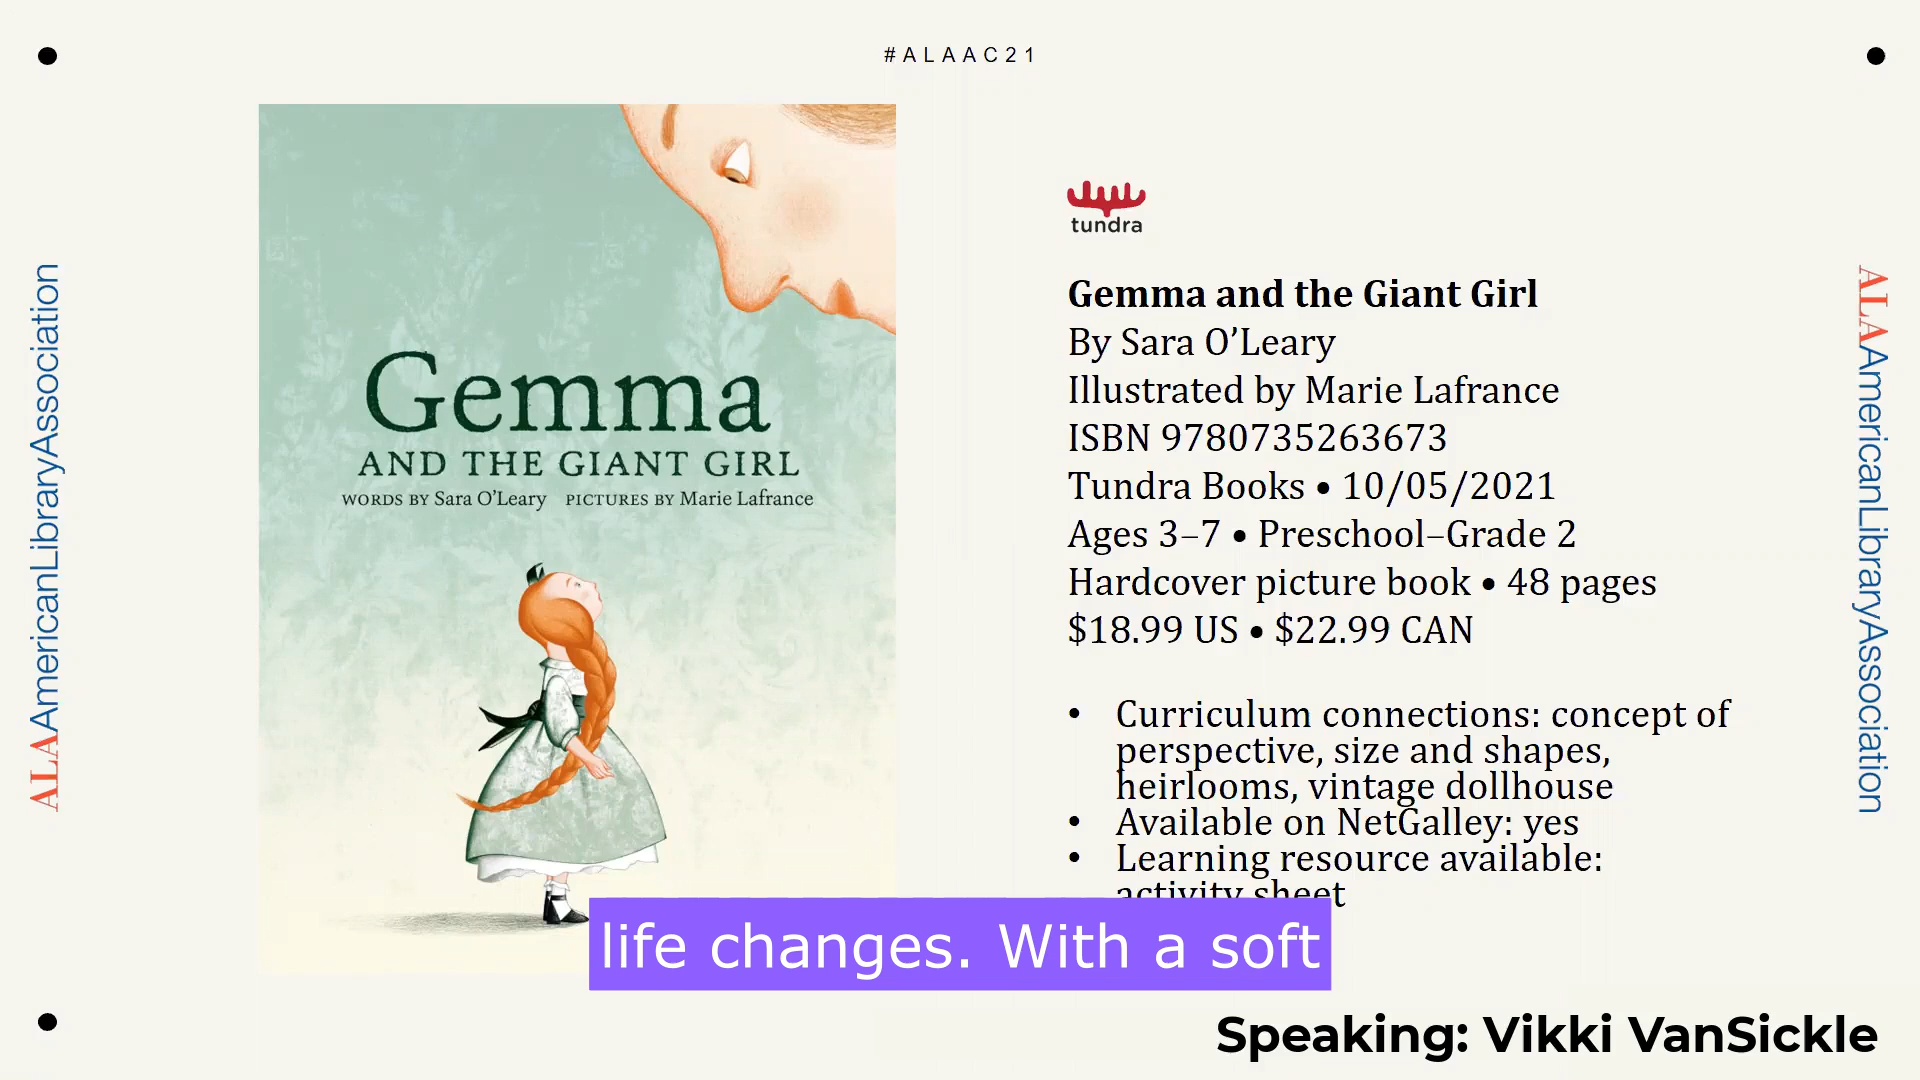 #ALAAC21
ALAAmericanLibraryAssociation
Gemma
AND THE GIANT GIRL
WORDS BY Sara O’Leary PICTURES BY Marie Lafrance
tundra
Gemma and the Giant Girl
By Sara O’Leary
Illustrated by Marie Lafrance
ISBN 9780735263673
Tundra Books • 10/05/2021
Ages 3–7 • Preschool–Grade 2
Hardcover picture book • 48 pages
$18.99 US • $22.99 CAN
• Curriculum connections: concept of
perspective, size and shapes,
heirlooms, vintage dollhouse
• Available on NetGalley: yes
• Learning resource available:
activity sheet
ALAAmericanLibraryAssociation
life changes. With a soft
Speaking: Vikki VanSickle